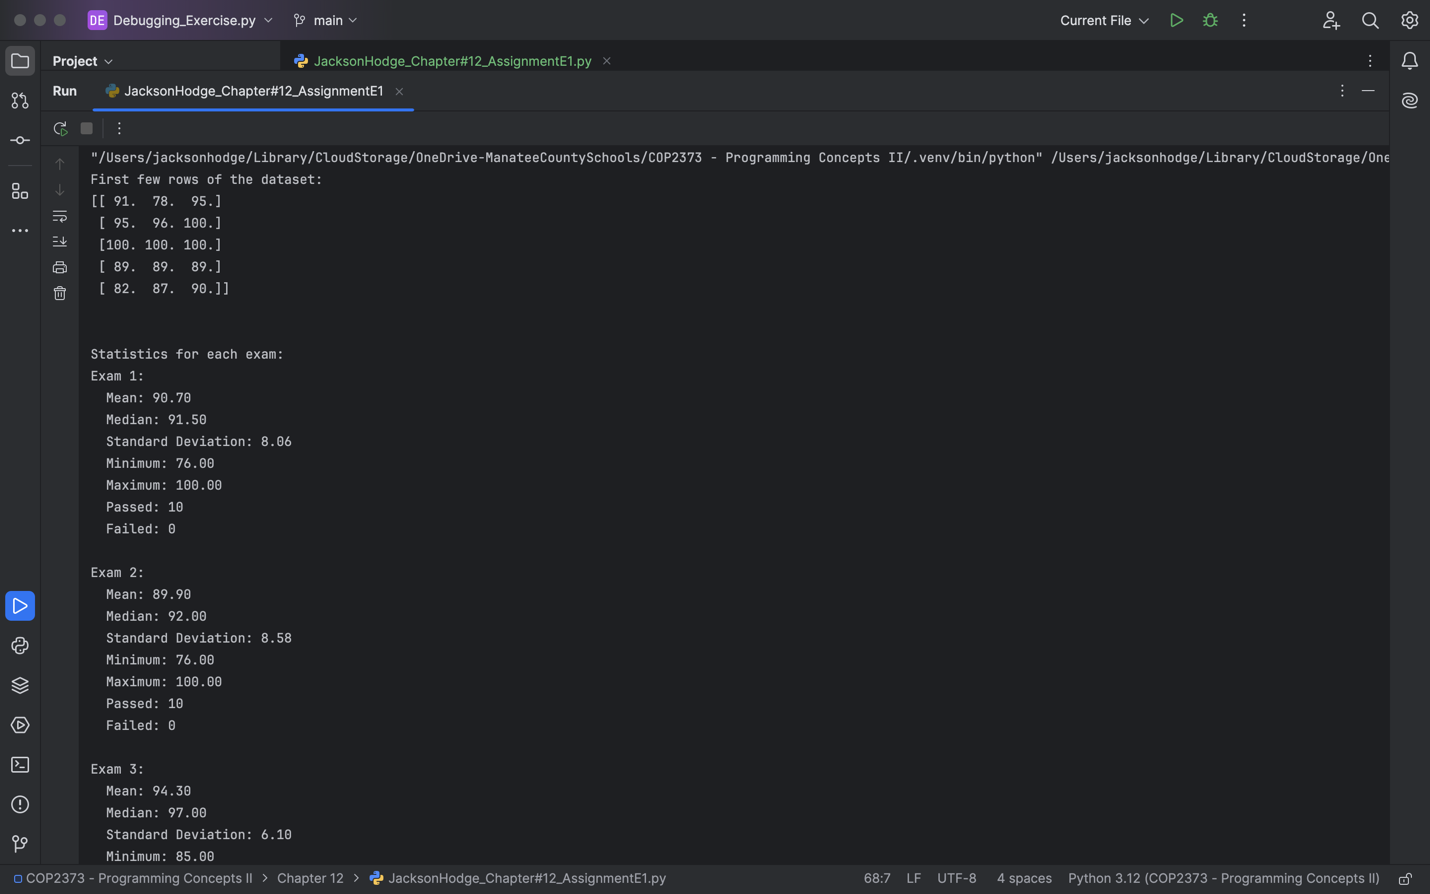 DE Debugging_Exercise.py main Current File
Project JacksonHodge_Chapter#12_AssignmentE1.py
Run JacksonHodge_Chapter#12_AssignmentE1
"/Users/jacksonhodge/Library/CloudStorage/OneDrive-ManateeCountySchools/COP2373 - Programming Concepts II/.venv/bin/python" /Users/jacksonhodge/Library/CloudStorage/One
First few rows of the dataset:
[[ 91.  78.  95.]
 [ 95.  96. 100.]
 [100. 100. 100.]
 [ 89.  89.  89.]
 [ 82.  87.  90.]]
Statistics for each exam:
Exam 1:
  Mean: 90.70
  Median: 91.50
  Standard Deviation: 8.06
  Minimum: 76.00
  Maximum: 100.00
  Passed: 10
  Failed: 0
Exam 2:
  Mean: 89.90
  Median: 92.00
  Standard Deviation: 8.58
  Minimum: 76.00
  Maximum: 100.00
  Passed: 10
  Failed: 0
Exam 3:
  Mean: 94.30
  Median: 97.00
  Standard Deviation: 6.10
  Minimum: 85.00
COP2373 - Programming Concepts II > Chapter 12 > JacksonHodge_Chapter#12_AssignmentE1.py 68:7 LF UTF-8 4 spaces Python 3.12 (COP2373 - Programming Concepts II)